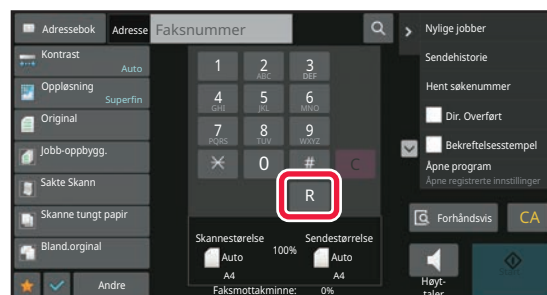 Adressebok
Adresse
Faksnummer
Kontrast
Auto
Oppløsning
Superfin
Original
Jobb-oppbygg.
Sakte Skann
Skanne tungt papir
Bland.orginal
Andre
1
2
ABC
3
DEF
4
GHI
5
JKL
6
MNO
7
PQRS
8
TUV
9
WXYZ
0
#
C
R
Skannestørelse
100%
Sendestørrelse
Auto
Auto
A4
A4
Faksmottakminne: 0%
Nylige jobber
Sendehistorie
Hent søkenummer
Dir. Overført
Bekreftelsesstempel
Åpne program
Åpne registrerte innstillinger
Forhåndsvis
CA
Høyt-
taler